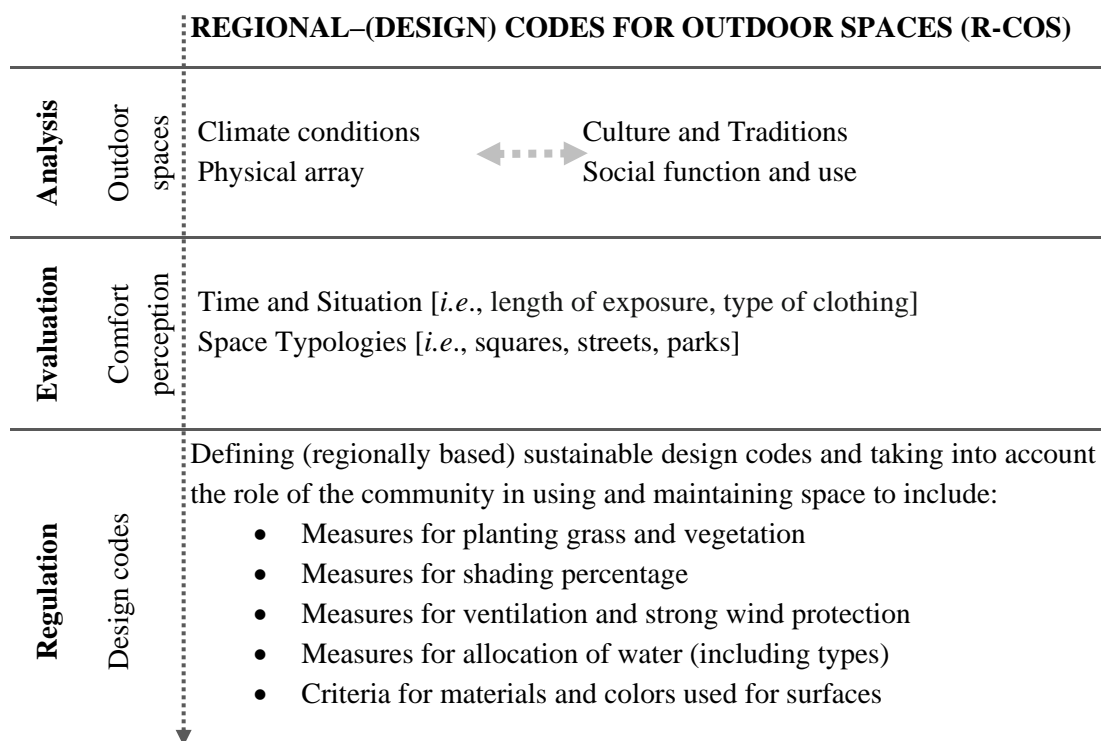 REGIONAL–(DESIGN) CODES FOR OUTDOOR SPACES (R-COS)
Analysis
Outdoor
spaces
Climate conditions
Physical array
Culture and Traditions
Social function and use
Evaluation
Comfort
perception
Time and Situation [i.e., length of exposure, type of clothing]
Space Typologies [i.e., squares, streets, parks]
Regulation
Design codes
Defining (regionally based) sustainable design codes and taking into account
the role of the community in using and maintaining space to include:
• Measures for planting grass and vegetation
• Measures for shading percentage
• Measures for ventilation and strong wind protection
• Measures for allocation of water (including types)
• Criteria for materials and colors used for surfaces